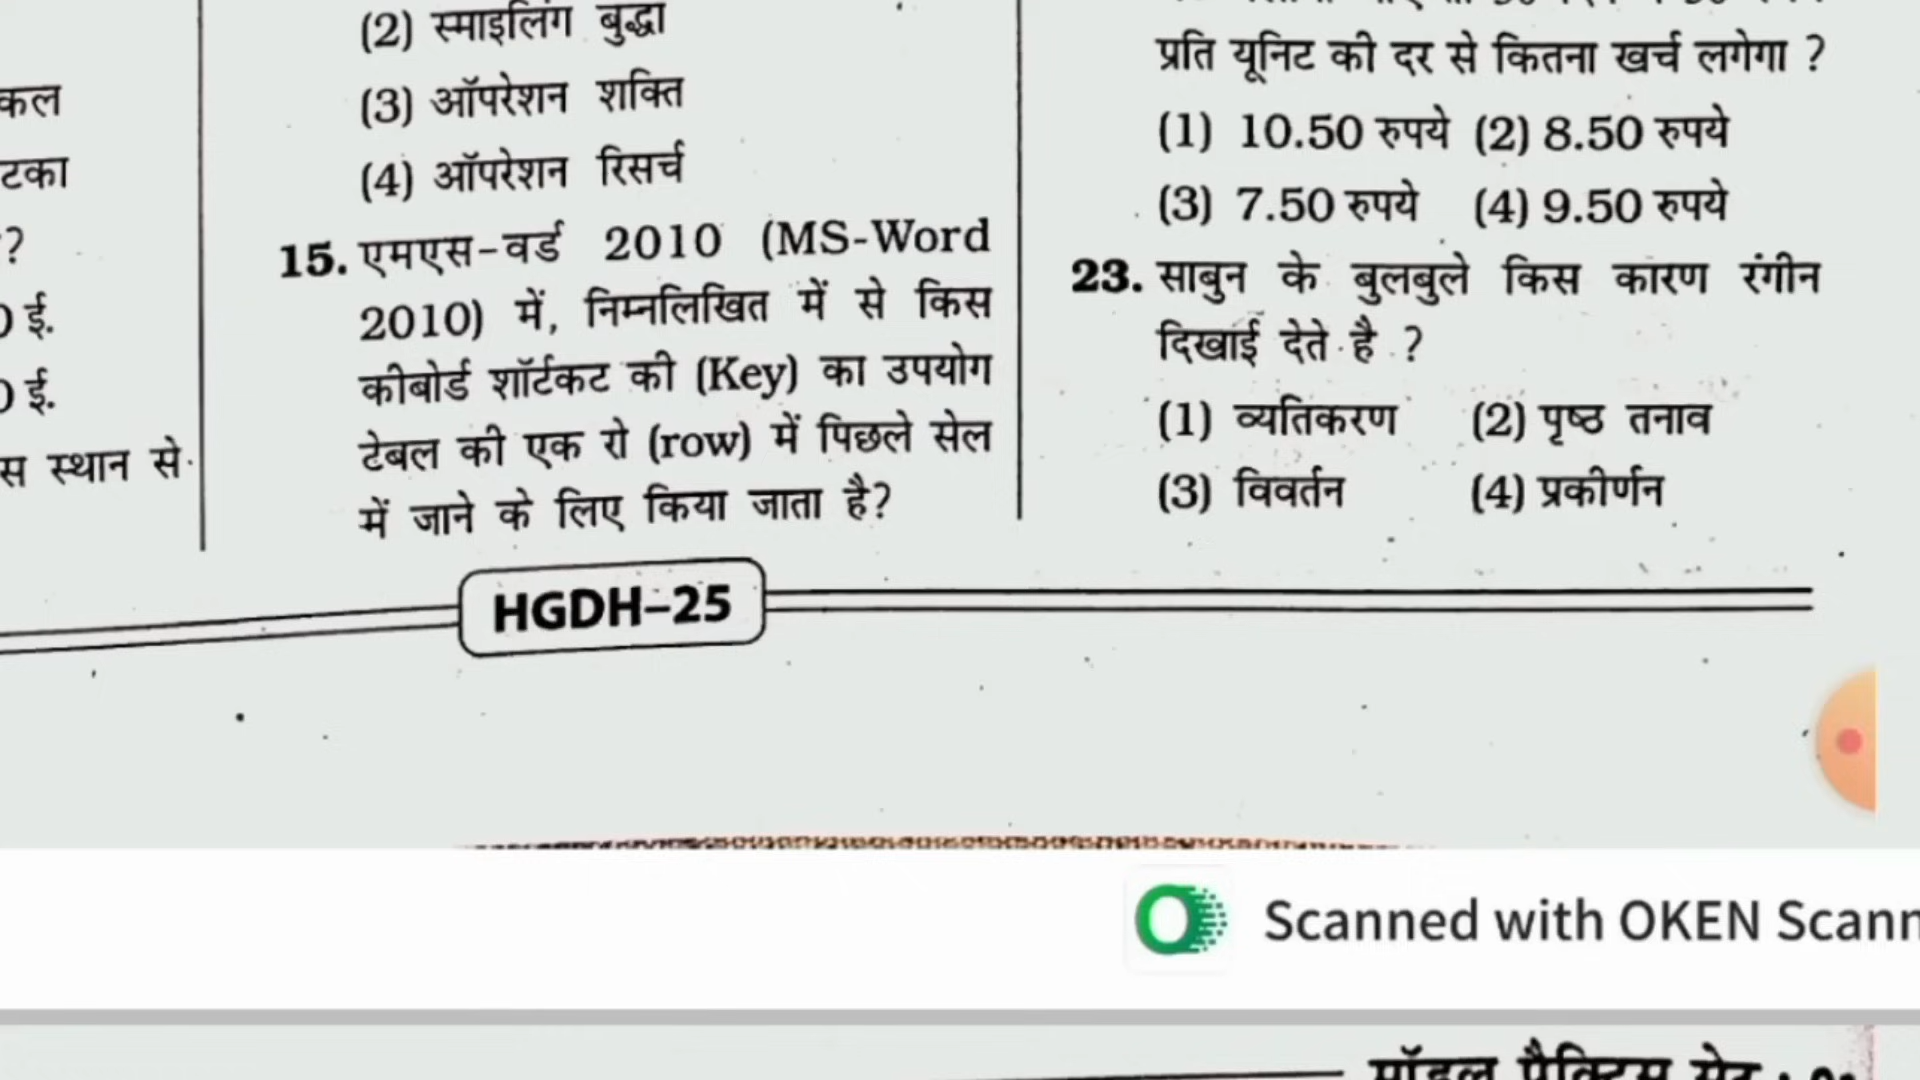 कल
टका
?
0 ई.
0 ई.
स स्थान से
(2) स्माइलिंग बुद्धा
(3) ऑपरेशन शक्ति
(4) ऑपरेशन रिसर्च
15. एमएस-वर्ड 2010 (MS-Word
2010) में, निम्नलिखित में से किस
कीबोर्ड शॉर्टकट की (Key) का उपयोग
टेबल की एक रो (row) में पिछले सेल
में जाने के लिए किया जाता है?
प्रति यूनिट की दर से कितना खर्च लगेगा ?
(1) 10.50 रुपये (2) 8.50 रुपये
(3) 7.50 रुपये (4) 9.50 रुपये
23. साबुन के बुलबुले किस कारण रंगीन
दिखाई देते है ?
(1) व्यतिकरण (2) पृष्ठ तनाव
(3) विवर्तन (4) प्रकीर्णन
HGDH-25
Scanned with OKEN Scann
मॉडल प्रैक्टिस सेट